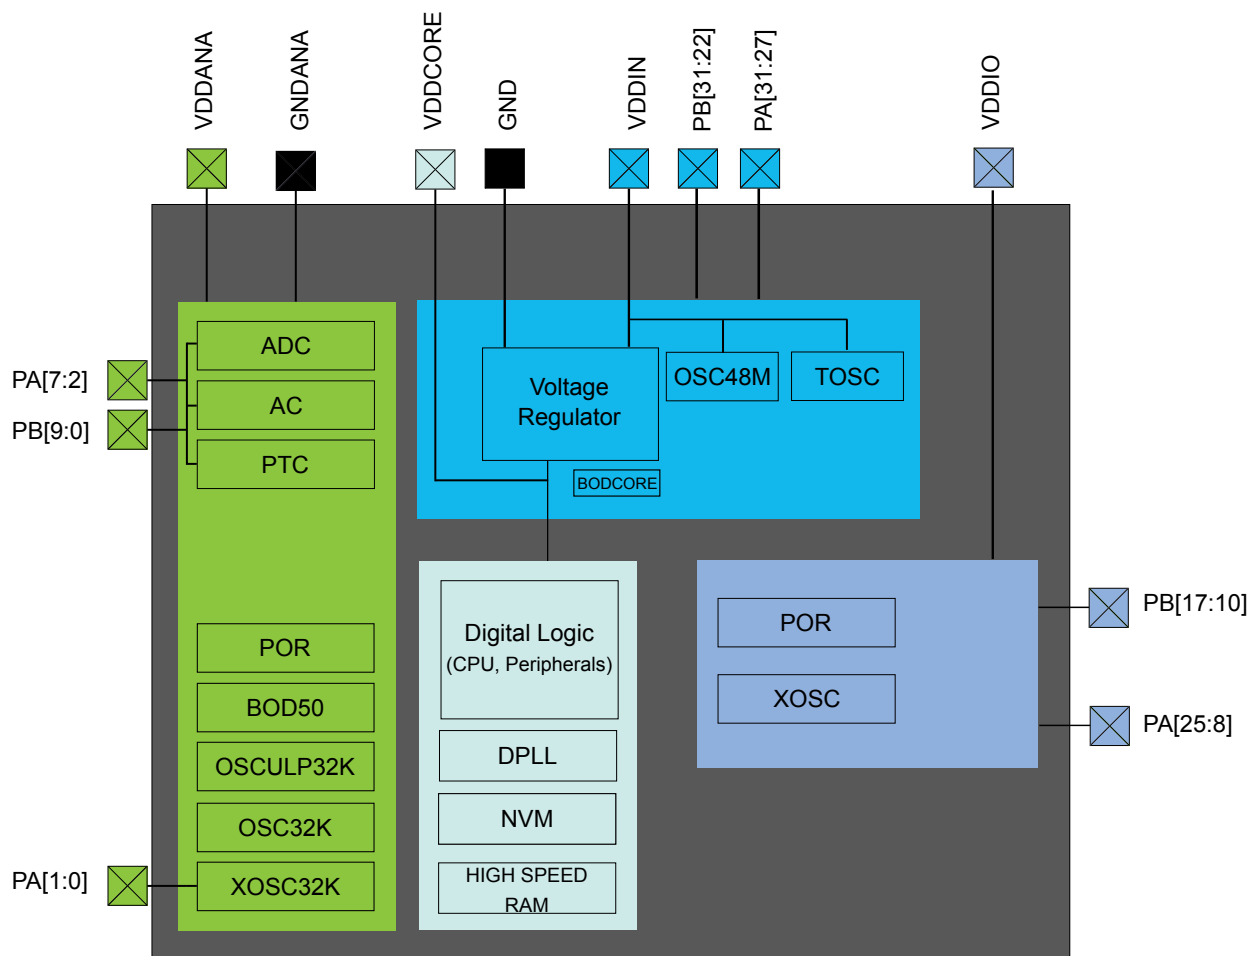 VDDANA
GNDANA
VDDCORE
GND
VDDIN
PB[31:22]
PA[31:27]
VDDIO
PA[7:2]
PB[9:0]
PA[1:0]
ADC
AC
PTC
POR
BOD50
OSCULP32K
OSC32K
XOSC32K
Voltage
Regulator
OSC48M
TOSC
BODCORE
Digital Logic
(CPU, Peripherals)
DPLL
NVM
HIGH SPEED
RAM
POR
XOSC
PB[17:10]
PA[25:8]